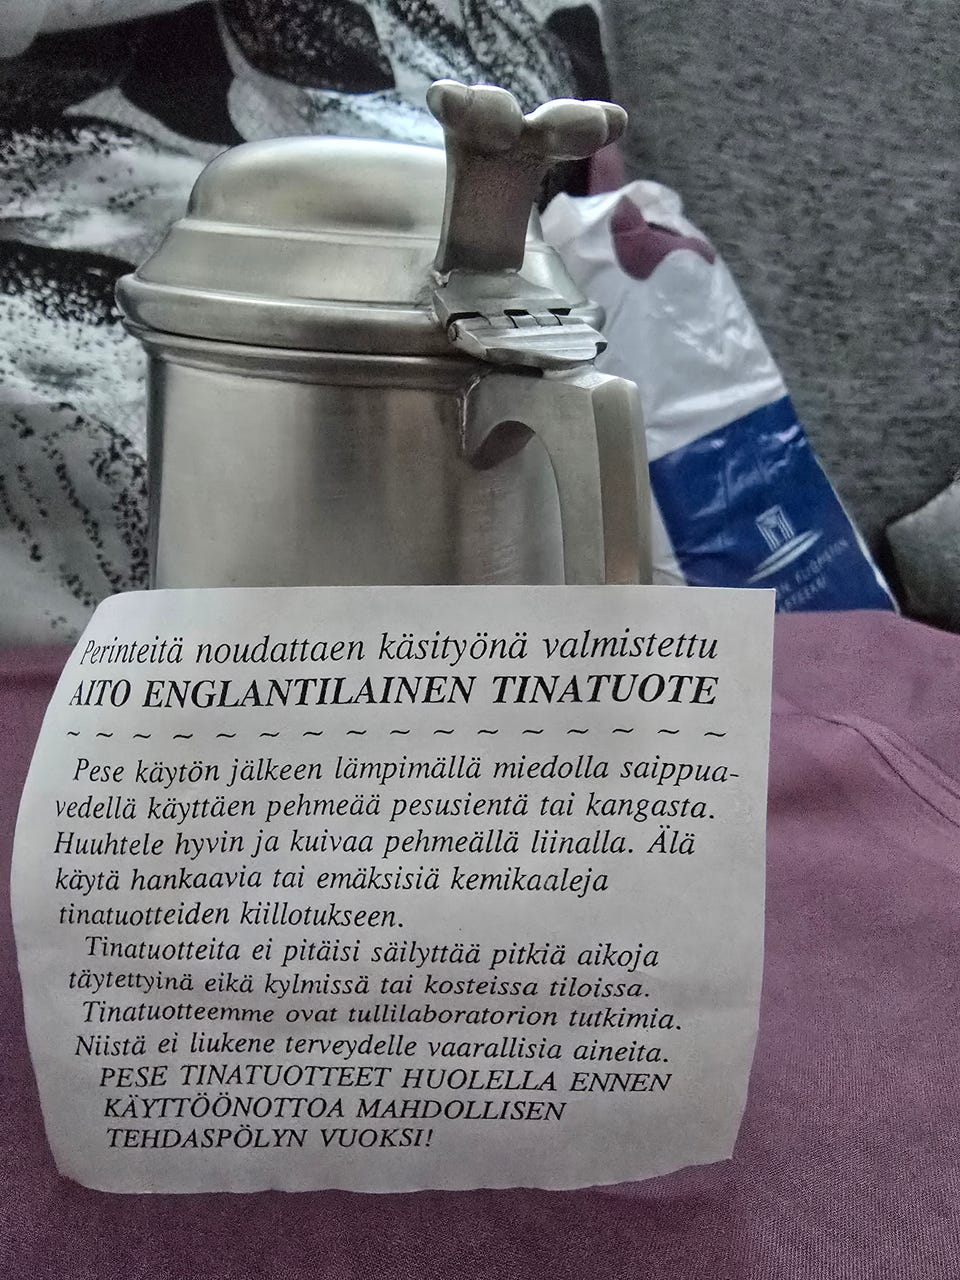 Perinteitä noudattaen käsityönä valmistettu
AITO ENGLANTILAINEN TINATUOTE
~ ~ ~ ~ ~ ~ ~ ~ ~ ~ ~ ~ ~ ~ ~ ~ ~ ~ ~
Pese käytön jälkeen lämpimällä miedolla saippua-
vedellä käyttäen pehmeää pesusientä tai kangasta.
Huuhtele hyvin ja kuivaa pehmeällä liinalla. Älä
käytä hankaavia tai emäksisiä kemikaaleja
tinatuotteiden kiillotukseen.
Tinatuotteita ei pitäisi säilyttää pitkiä aikoja
täytettyinä eikä kylmissä tai kosteissa tiloissa.
Tinatuotteemme ovat tullilaboratorion tutkimia.
Niistä ei liukene terveydelle vaarallisia aineita.
PESE TINATUOTTEET HUOLELLA ENNEN
KÄYTTÖÖNOTTOA MAHDOLLISEN
TEHDASPÖLYN VUOKSI!